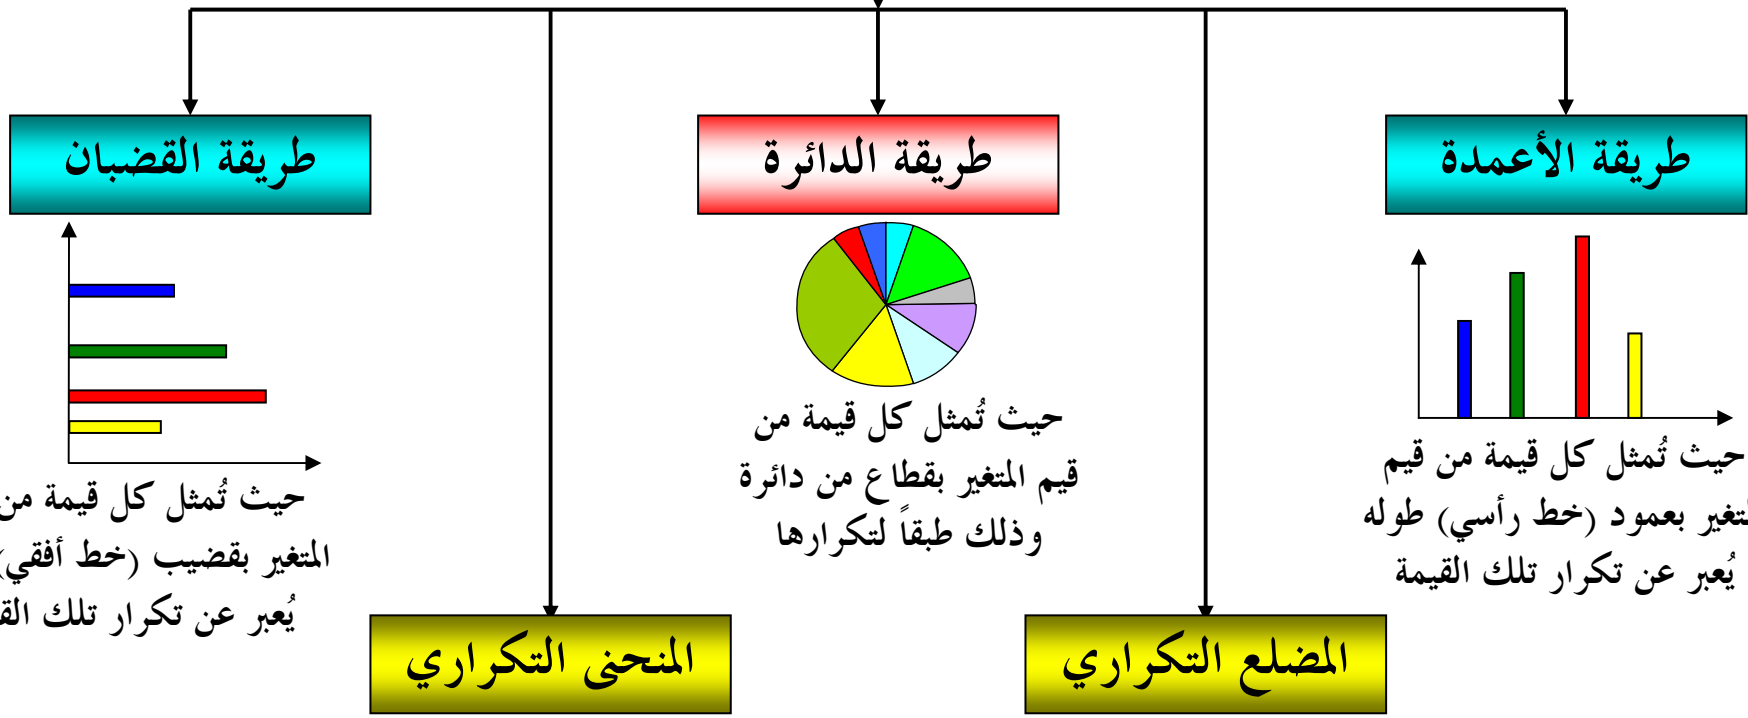 طريقة الأعمدة
طريقة الدائرة
طريقة القضبان
حيث تُمثل كل قيمة من قيم
لتغير بعمود (خط رأسي) طوله
يُعبر عن تكرار تلك القيمة
حيث تُمثل كل قيمة من
قيم المتغير بقطاع من دائرة
وذلك طبقاً لتكرارها
حيث تُمثل كل قيمة من
المتغير بقضيب (خط أفقي)
يُعبر عن تكرار تلك
المضلع التكراري
المنحنى التكراري